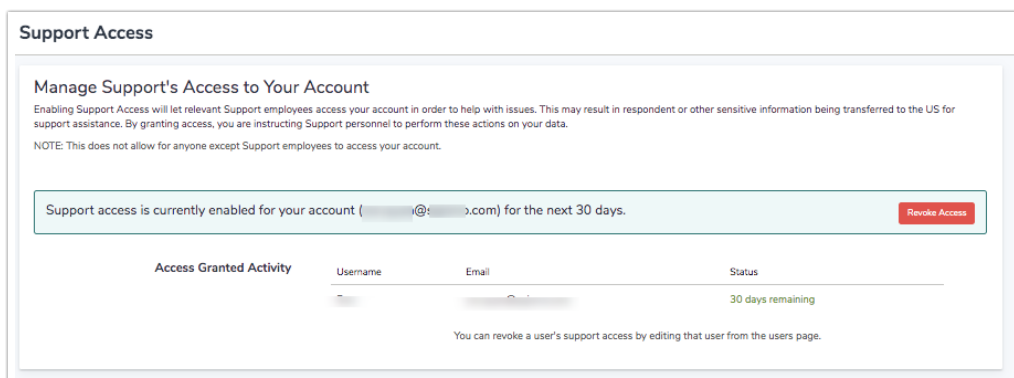 Support Access
Manage Support's Access to Your Account
Enabling Support Access will let relevant Support employees access your account in order to help with issues. This may result in respondent or other sensitive information being transferred to the US for
support assistance. By granting access, you are instructing Support personnel to perform these actions on your data.
NOTE: This does not allow for anyone except Support employees to access your account.
Support access is currently enabled for your account ( @ .com) for the next 30 days.
Revoke Access
Access Granted Activity
Username Email Status
30 days remaining
You can revoke a user's support access by editing that user from the users page.